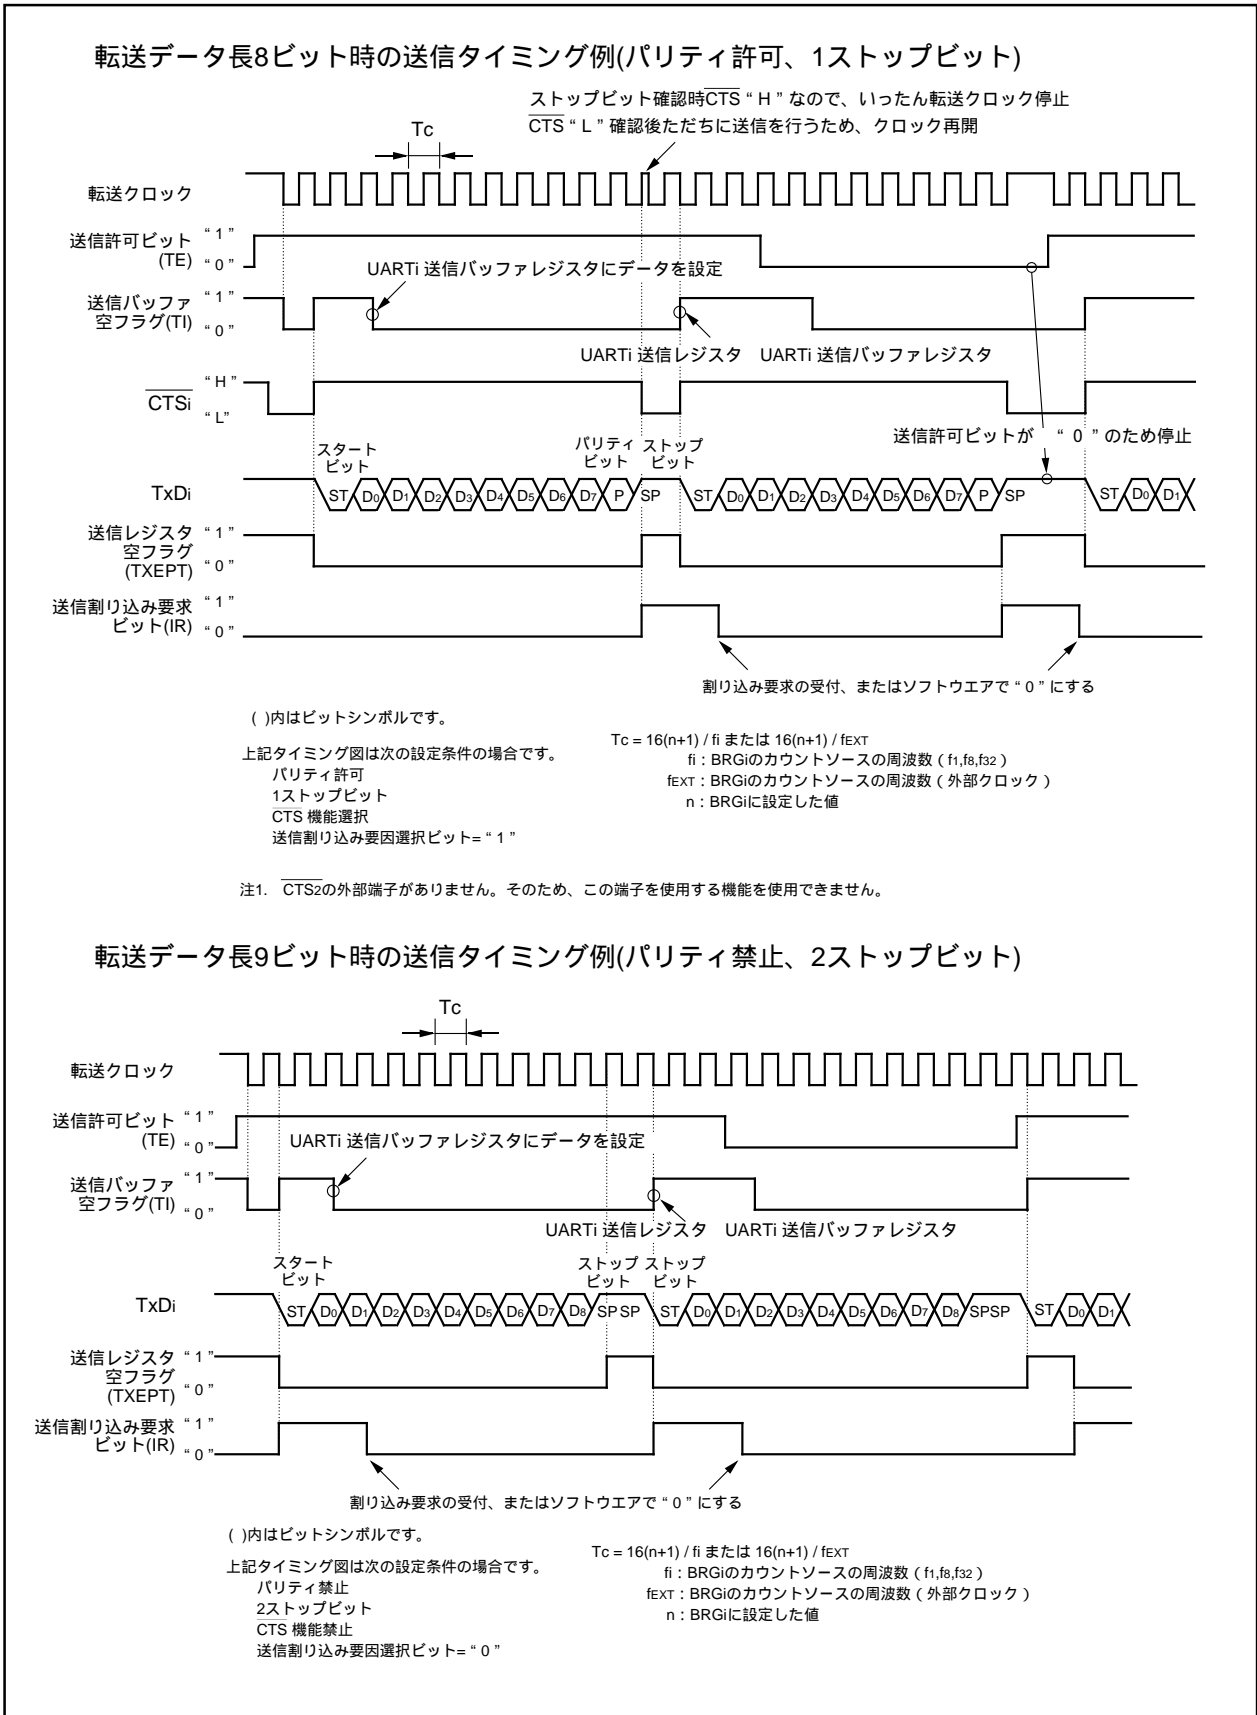 転送データ長8ビット時の送信タイミング例(パリティ許可、1ストップビット)
ストップビット確認時CTS “ H ” なので、いったん転送クロック停止
CTS “ L ” 確認後ただちに送信を行うため、クロック再開
Tc
転送クロック
送信許可ビット
(TE)
“ 1 ”
“ 0 ”
UARTi 送信バッファレジスタにデータを設定
送信バッファ
空フラグ(TI)
“ 1 ”
“ 0 ”
UARTi 送信レジスタ UARTi 送信バッファレジスタ
CTSi
“ H ”
“ L”
送信許可ビットが “ 0 ” のため停止
スタート
ビット
パリティ
ビット
ストップ
ビット
TxDi
ST D0 D1 D2 D3 D4 D5 D6 D7 P SP ST D0 D1 D2 D3 D4 D5 D6 D7 P SP ST D0 D1
送信レジスタ
空フラグ
(TXEPT)
“ 1 ”
“ 0 ”
送信割り込み要求
ビット(IR)
“ 1 ”
“ 0 ”
割り込み要求の受付、またはソフトウエアで “ 0 ” にする
( )内はビットシンボルです。
上記タイミング図は次の設定条件の場合です。
パリティ許可
1ストップビット
CTS 機能選択
送信割り込み要因選択ビット= “ 1 ”
Tc = 16(n+1) / fi または 16(n+1) / fEXT
fi : BRGiのカウントソースの周波数 ( f1,f8,f32 )
fEXT : BRGiのカウントソースの周波数 ( 外部クロック )
n : BRGiに設定した値
注1. CTS2の外部端子がありません。そのため、この端子を使用する機能を使用できません。
転送データ長9ビット時の送信タイミング例(パリティ禁止、2ストップビット)
Tc
転送クロック
送信許可ビット
(TE)
“ 1 ”
“ 0 ”
UARTi 送信バッファレジスタにデータを設定
送信バッファ
空フラグ(TI)
“ 1 ”
“ 0 ”
UARTi 送信レジスタ UARTi 送信バッファレジスタ
スタート
ビット
ストップ
ビット
ストップ
ビット
TxDi
ST D0 D1 D2 D3 D4 D5 D6 D7 D8 SP SP ST D0 D1 D2 D3 D4 D5 D6 D7 D8 SPSP ST D0 D1
送信レジスタ
空フラグ
(TXEPT)
“ 1 ”
“ 0 ”
送信割り込み要求
ビット(IR)
“ 1 ”
“ 0 ”
割り込み要求の受付、またはソフトウエアで “ 0 ” にする
( )内はビットシンボルです。
上記タイミング図は次の設定条件の場合です。
パリティ禁止
2ストップビット
CTS 機能禁止
送信割り込み要因選択ビット= “ 0 ”
Tc = 16(n+1) / fi または 16(n+1) / fEXT
fi : BRGiのカウントソースの周波数 ( f1,f8,f32 )
fEXT : BRGiのカウントソースの周波数 ( 外部クロック )
n : BRGiに設定した値